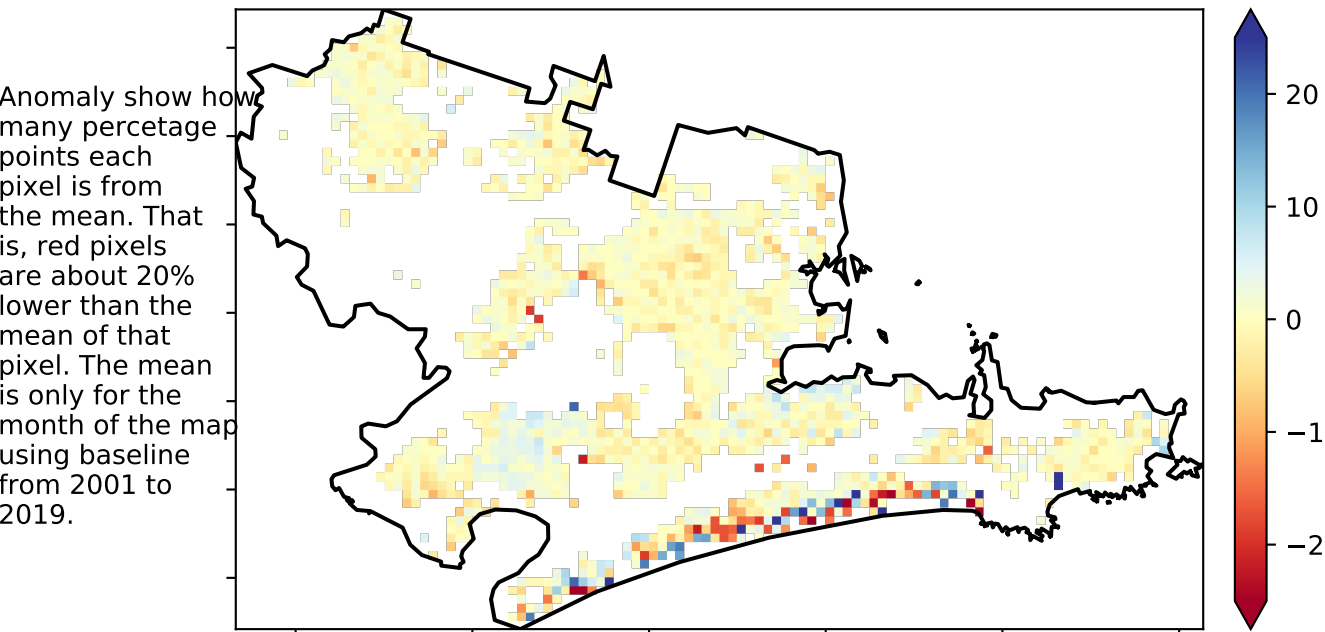 Anomaly show how
many percetage
points each
pixel is from
the mean. That
is, red pixels
are about 20%
lower than the
mean of that
pixel. The mean
is only for the
month of the map
using baseline
from 2001 to
2019.
20
10
0
−1
−2